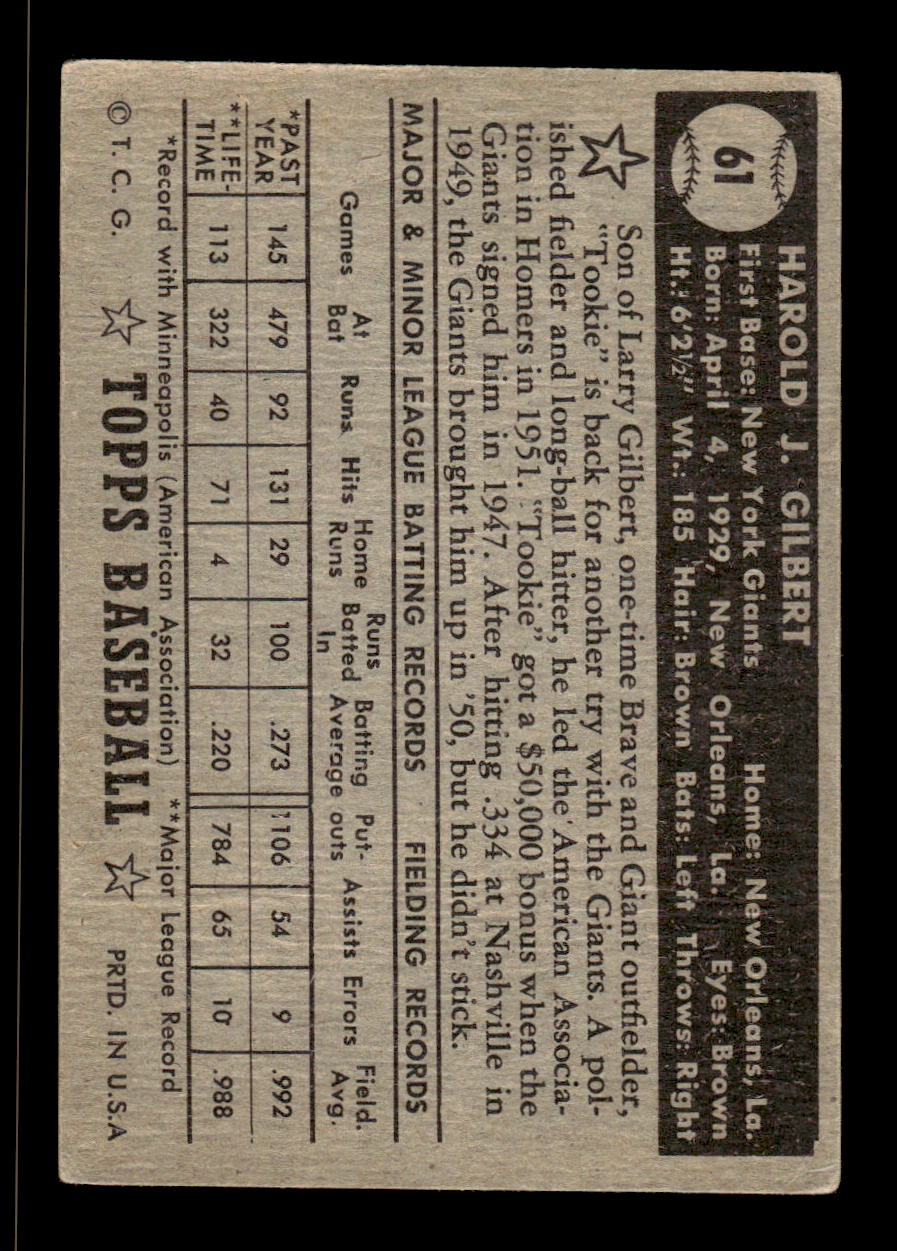 61
HAROLD J. GILBERT
First Base: New York Giants Home: New Orleans, La.
Born: April 4, 1929, New Orleans, La. Eyes: Brown
Ht.: 6'2½" Wt.: 185 Hair: Brown Bats: Left Throws: Right
Son of Larry Gilbert, one-time Brave and Giant outfielder,
"Tookie" is back for another try with the Giants. A pol-
ished fielder and long-ball hitter, he led the American Associa-
tion in Homers in 1951. "Tookie" got a $50,000 bonus when the
Giants signed him in 1947. After hitting .334 at Nashville in
1949, the Giants brought him up in '50, but he didn't stick.
MAJOR & MINOR LEAGUE BATTING RECORDS FIELDING RECORDS
Games At Bat Runs Hits Home Runs Runs Batted In Batting Average Put-outs Assists Errors Field. Avg.
*PAST YEAR 145 479 92 131 29 100 .273 1106 54 9 .992
**LIFE-TIME 113 322 40 71 4 32 .220 784 65 10 .988
*Record with Minneapolis (American Association) **Major League Record
© T. C. G. ☆ TOPPS BASEBALL ☆ PRTD. IN U.S.A